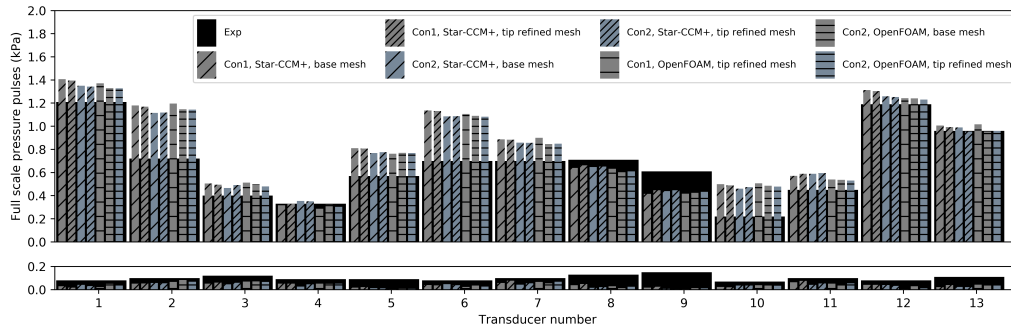 2.0
1.8
1.6
1.4
1.2
1.0
0.8
0.6
0.4
0.2
0.0
Full scale pressure pulses (kPa)
Exp
Con1, Star-CCM+, base mesh
Con1, Star-CCM+, tip refined mesh
Con2, Star-CCM+, base mesh
Con2, Star-CCM+, tip refined mesh
Con1, OpenFOAM, tip refined mesh
Con2, OpenFOAM, base mesh
Con2, OpenFOAM, tip refined mesh
0.2
0.0
1 2 3 4 5 6 7 8 9 10 11 12 13
Transducer number